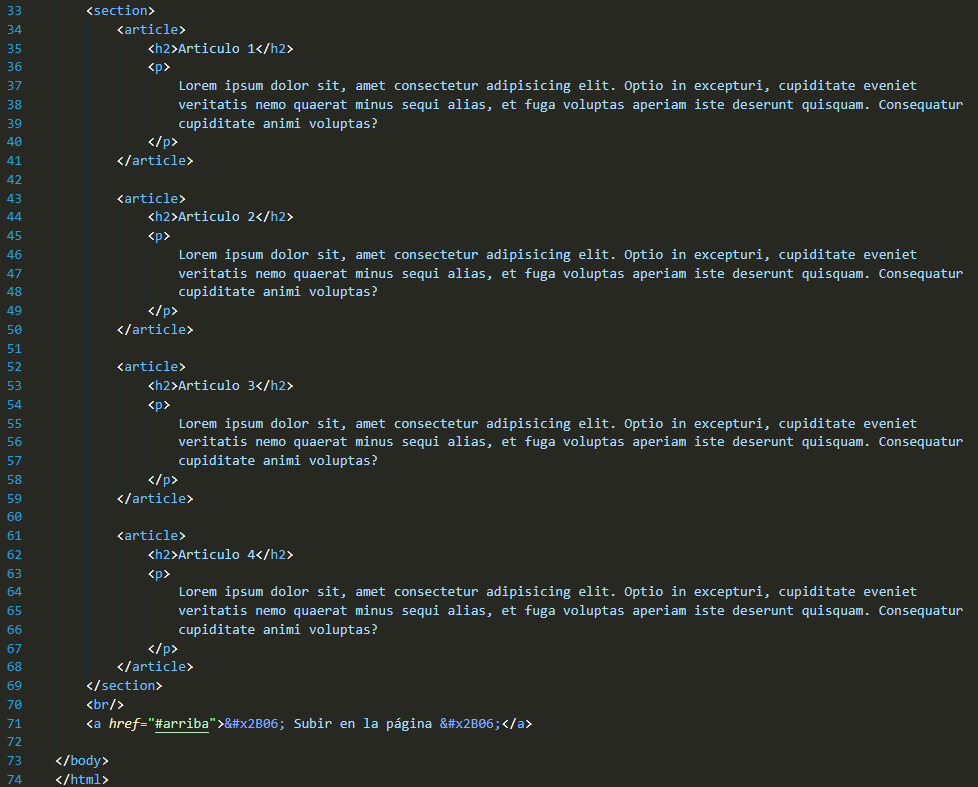 33 <section>
34 <article>
35 <h2>Articulo 1</h2>
36 <p>
37 Lorem ipsum dolor sit, amet consectetur adipisicing elit. Optio in excepturi, cupiditate eveniet
38 veritatis nemo quaerat minus sequi alias, et fuga voluptas aperiam iste deserunt quisquam. Consequatur
39 cupiditate animi voluptas?
40 </p>
41 </article>
42
43 <article>
44 <h2>Articulo 2</h2>
45 <p>
46 Lorem ipsum dolor sit, amet consectetur adipisicing elit. Optio in excepturi, cupiditate eveniet
47 veritatis nemo quaerat minus sequi alias, et fuga voluptas aperiam iste deserunt quisquam. Consequatur
48 cupiditate animi voluptas?
49 </p>
50 </article>
51
52 <article>
53 <h2>Articulo 3</h2>
54 <p>
55 Lorem ipsum dolor sit, amet consectetur adipisicing elit. Optio in excepturi, cupiditate eveniet
56 veritatis nemo quaerat minus sequi alias, et fuga voluptas aperiam iste deserunt quisquam. Consequatur
57 cupiditate animi voluptas?
58 </p>
59 </article>
60
61 <article>
62 <h2>Articulo 4</h2>
63 <p>
64 Lorem ipsum dolor sit, amet consectetur adipisicing elit. Optio in excepturi, cupiditate eveniet
65 veritatis nemo quaerat minus sequi alias, et fuga voluptas aperiam iste deserunt quisquam. Consequatur
66 cupiditate animi voluptas?
67 </p>
68 </article>
69 </section>
70 <br/>
71 <a href="#arriba">&#x2B06; Subir en la página &#x2B06;</a>
72
73 </body>
74 </html>